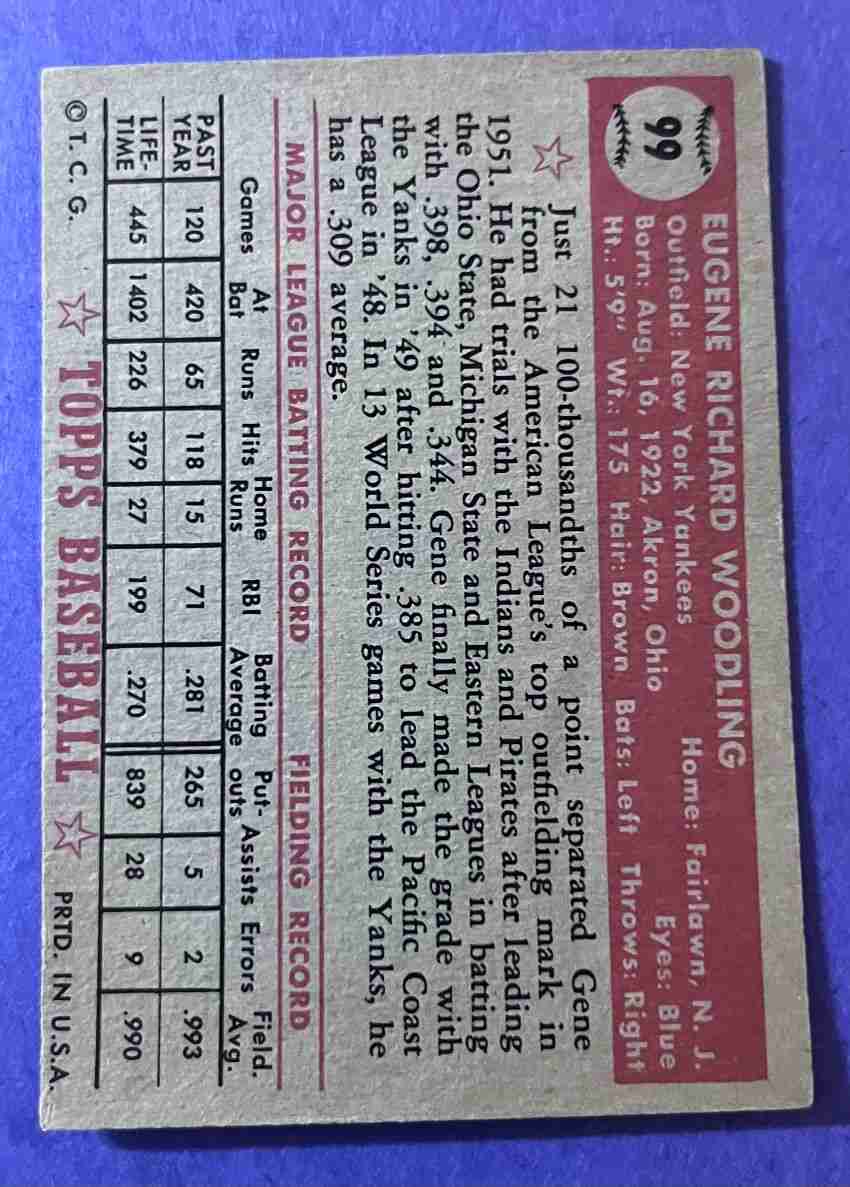 99
EUGENE RICHARD WOODLING
Outfield: New York Yankees Home: Fairlawn, N. J.
Born: Aug. 16, 1922, Akron, Ohio Eyes: Blue
Ht.: 5'9" Wt.: 175 Hair: Brown Bats: Left Throws: Right
Just 21 100-thousandths of a point separated Gene
from the American League's top outfielding mark in
1951. He had trials with the Indians and Pirates after leading
the Ohio State, Michigan State and Eastern Leagues in batting
with .398, .394 and .344. Gene finally made the grade with
the Yanks in '49 after hitting .385 to lead the Pacific Coast
League in '48. In 13 World Series games with the Yanks, he
has a .309 average.
MAJOR LEAGUE BATTING RECORD FIELDING RECORD
Games At Bat Runs Hits Home Runs RBI Batting Average Put-outs Assists Errors Field. Avg.
PAST YEAR 120 420 65 118 15 71 .281 265 5 2 .993
LIFE-TIME 445 1402 226 379 27 199 .270 839 28 9 .990
© T. C. G. TOPPS BASEBALL PRTD. IN U.S.A.